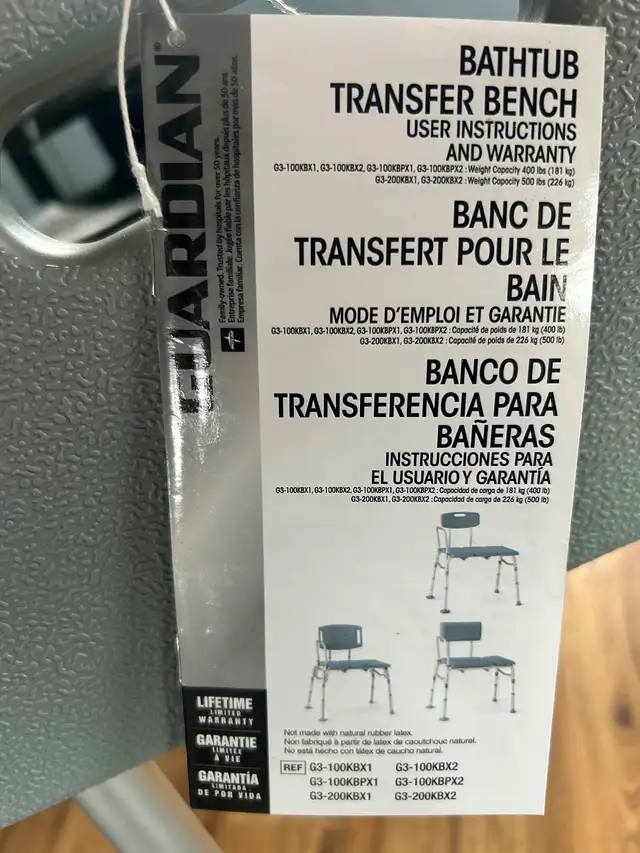 GUARDIAN®
Family-owned. Trusted by hospitals for over 50 years.
Entreprise familiale. Jugée fiable par les hôpitaux depuis plus de 50 ans.
Empresa familiar. Cuenta con la confianza de hospitales por más de 50 años.
BATHTUB
TRANSFER BENCH
USER INSTRUCTIONS
AND WARRANTY
G3-100KBX1, G3-100KBX2, G3-100KBPX1, G3-100KBPX2 : Weight Capacity 400 lbs (181 kg)
G3-200KBX1, G3-200KBX2 : Weight Capacity 500 lbs (226 kg)
BANC DE
TRANSFERT POUR LE
BAIN
MODE D'EMPLOI ET GARANTIE
G3-100KBX1, G3-100KBX2, G3-100KBPX1, G3-100KBPX2 : Capacité de poids de 181 kg (400 lb)
G3-200KBX1, G3-200KBX2 : Capacité de poids de 226 kg (500 lb)
BANCO DE
TRANSFERENCIA PARA
BAÑERAS
INSTRUCCIONES PARA
EL USUARIO Y GARANTÍA
G3-100KBX1, G3-100KBX2, G3-100KBPX1, G3-100KBPX2 : Capacidad de carga de 181 kg (400 lb)
G3-200KBX1, G3-200KBX2 : Capacidad de carga de 226 kg (500 lb)
LIFETIME
LIMITED
WARRANTY
GARANTIE
LIMITÉE
À VIE
GARANTÍA
LIMITADA
DE POR VIDA
Not made with natural rubber latex.
Non fabriqué à partir de latex de caoutchouc naturel.
No está hecho con látex de caucho natural.
REF G3-100KBX1 G3-100KBX2
G3-100KBPX1 G3-100KBPX2
G3-200KBX1 G3-200KBX2